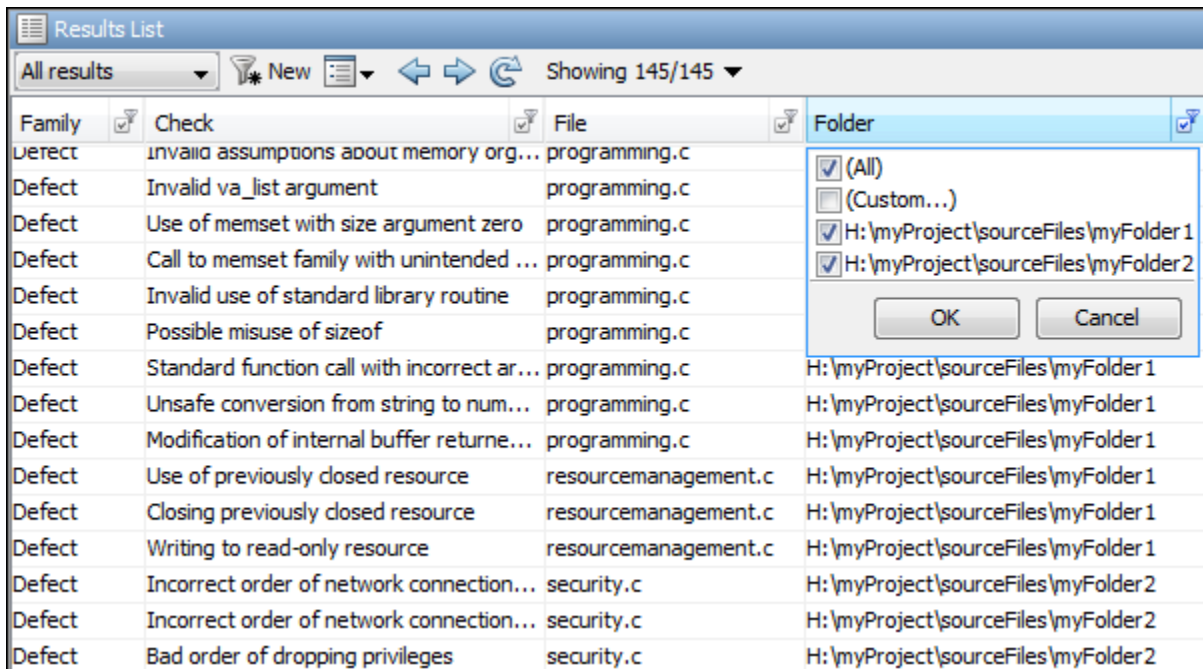 Results List
All results New Showing 145/145
Family Check File Folder
Defect Invalid assumptions about memory org... programming.c
(All)
Defect Invalid va_list argument programming.c
(Custom...)
Defect Use of memset with size argument zero programming.c
H:\myProject\sourceFiles\myFolder1
Defect Call to memset family with unintended ... programming.c
H:\myProject\sourceFiles\myFolder2
Defect Invalid use of standard library routine programming.c
OK Cancel
Defect Possible misuse of sizeof programming.c
Defect Standard function call with incorrect ar... programming.c H:\myProject\sourceFiles\myFolder1
Defect Unsafe conversion from string to num... programming.c H:\myProject\sourceFiles\myFolder1
Defect Modification of internal buffer returne... programming.c H:\myProject\sourceFiles\myFolder1
Defect Use of previously closed resource resourcemanagement.c H:\myProject\sourceFiles\myFolder1
Defect Closing previously closed resource resourcemanagement.c H:\myProject\sourceFiles\myFolder1
Defect Writing to read-only resource resourcemanagement.c H:\myProject\sourceFiles\myFolder1
Defect Incorrect order of network connection... security.c H:\myProject\sourceFiles\myFolder2
Defect Incorrect order of network connection... security.c H:\myProject\sourceFiles\myFolder2
Defect Bad order of dropping privileges security.c H:\myProject\sourceFiles\myFolder2